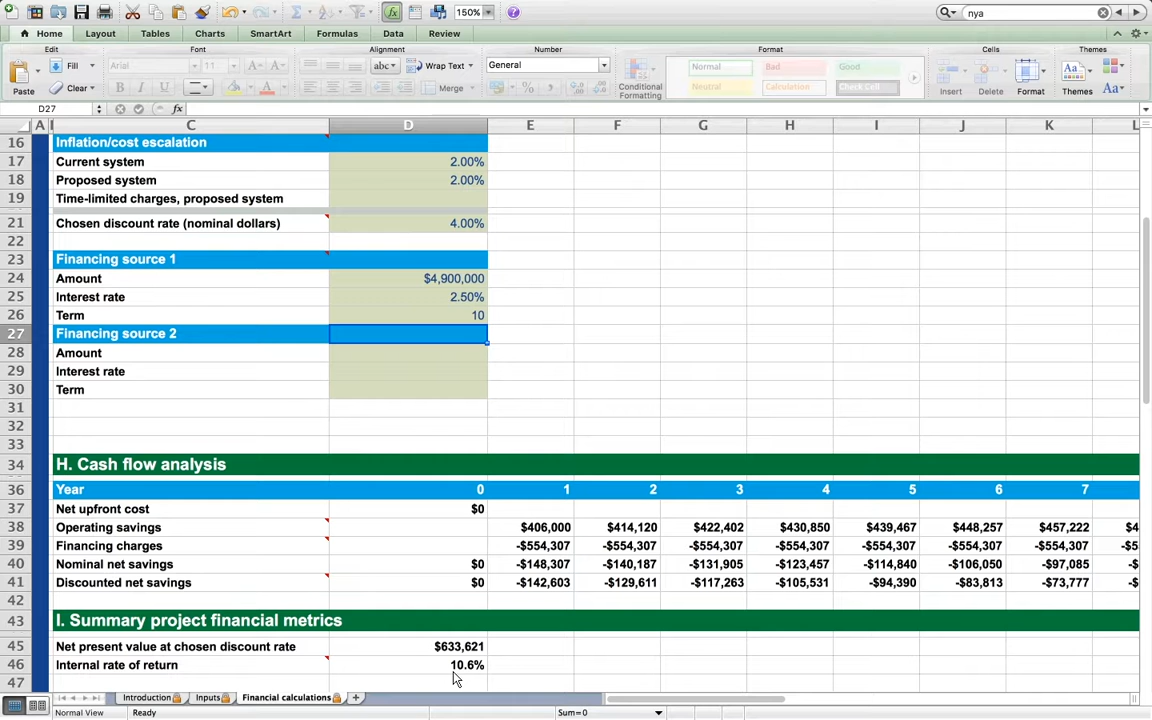 150%
nya
Home Layout Tables Charts SmartArt Formulas Data Review
Edit Font Alignment Number Format Cells Themes
Fill Arial 11 A A abc Wrap Text General Normal Bad Good
Paste Clear B I U A Merge % Conditional Formatting Neutral Calculation Check Cell Insert Delete Format Themes Aa
D27 fx
A C D E F G H I J K L
16 Inflation/cost escalation
17 Current system 2.00%
18 Proposed system 2.00%
19 Time-limited charges, proposed system
21 Chosen discount rate (nominal dollars) 4.00%
22
23 Financing source 1
24 Amount $4,900,000
25 Interest rate 2.50%
26 Term 10
27 Financing source 2
28 Amount
29 Interest rate
30 Term
31
32
33
34 H. Cash flow analysis
36 Year 0 1 2 3 4 5 6 7
37 Net upfront cost $0
38 Operating savings $406,000 $414,120 $422,402 $430,850 $439,467 $448,257 $457,222 $4
39 Financing charges -$554,307 -$554,307 -$554,307 -$554,307 -$554,307 -$554,307 -$554,307 -$5
40 Nominal net savings $0 -$148,307 -$140,187 -$131,905 -$123,457 -$114,840 -$106,050 -$97,085 -$
41 Discounted net savings $0 -$142,603 -$129,611 -$117,263 -$105,531 -$94,390 -$83,813 -$73,777 -$
42
43 I. Summary project financial metrics
45 Net present value at chosen discount rate $633,621
46 Internal rate of return 10.6%
47
Introduction Inputs Financial calculations
Normal View Ready Sum=0